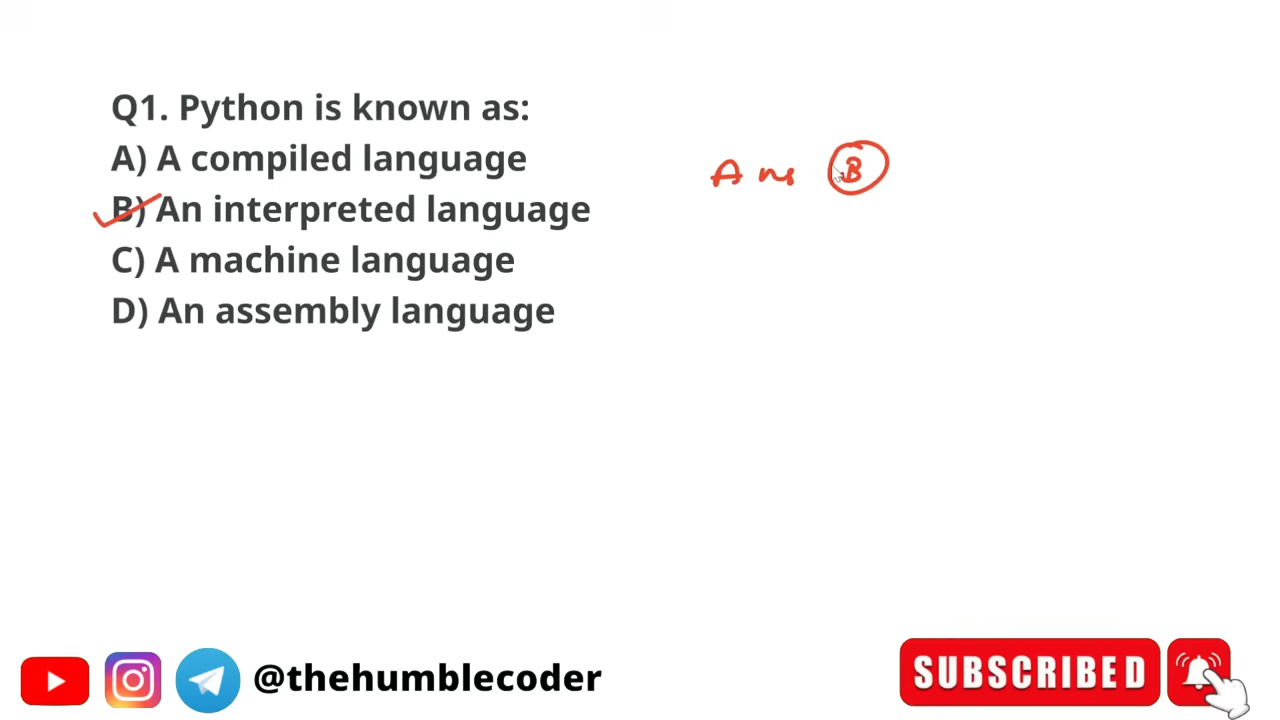 Q1. Python is known as:
A) A compiled language
Ans B
B) An interpreted language
C) A machine language
D) An assembly language
@thehumblecoder
SUBSCRIBED